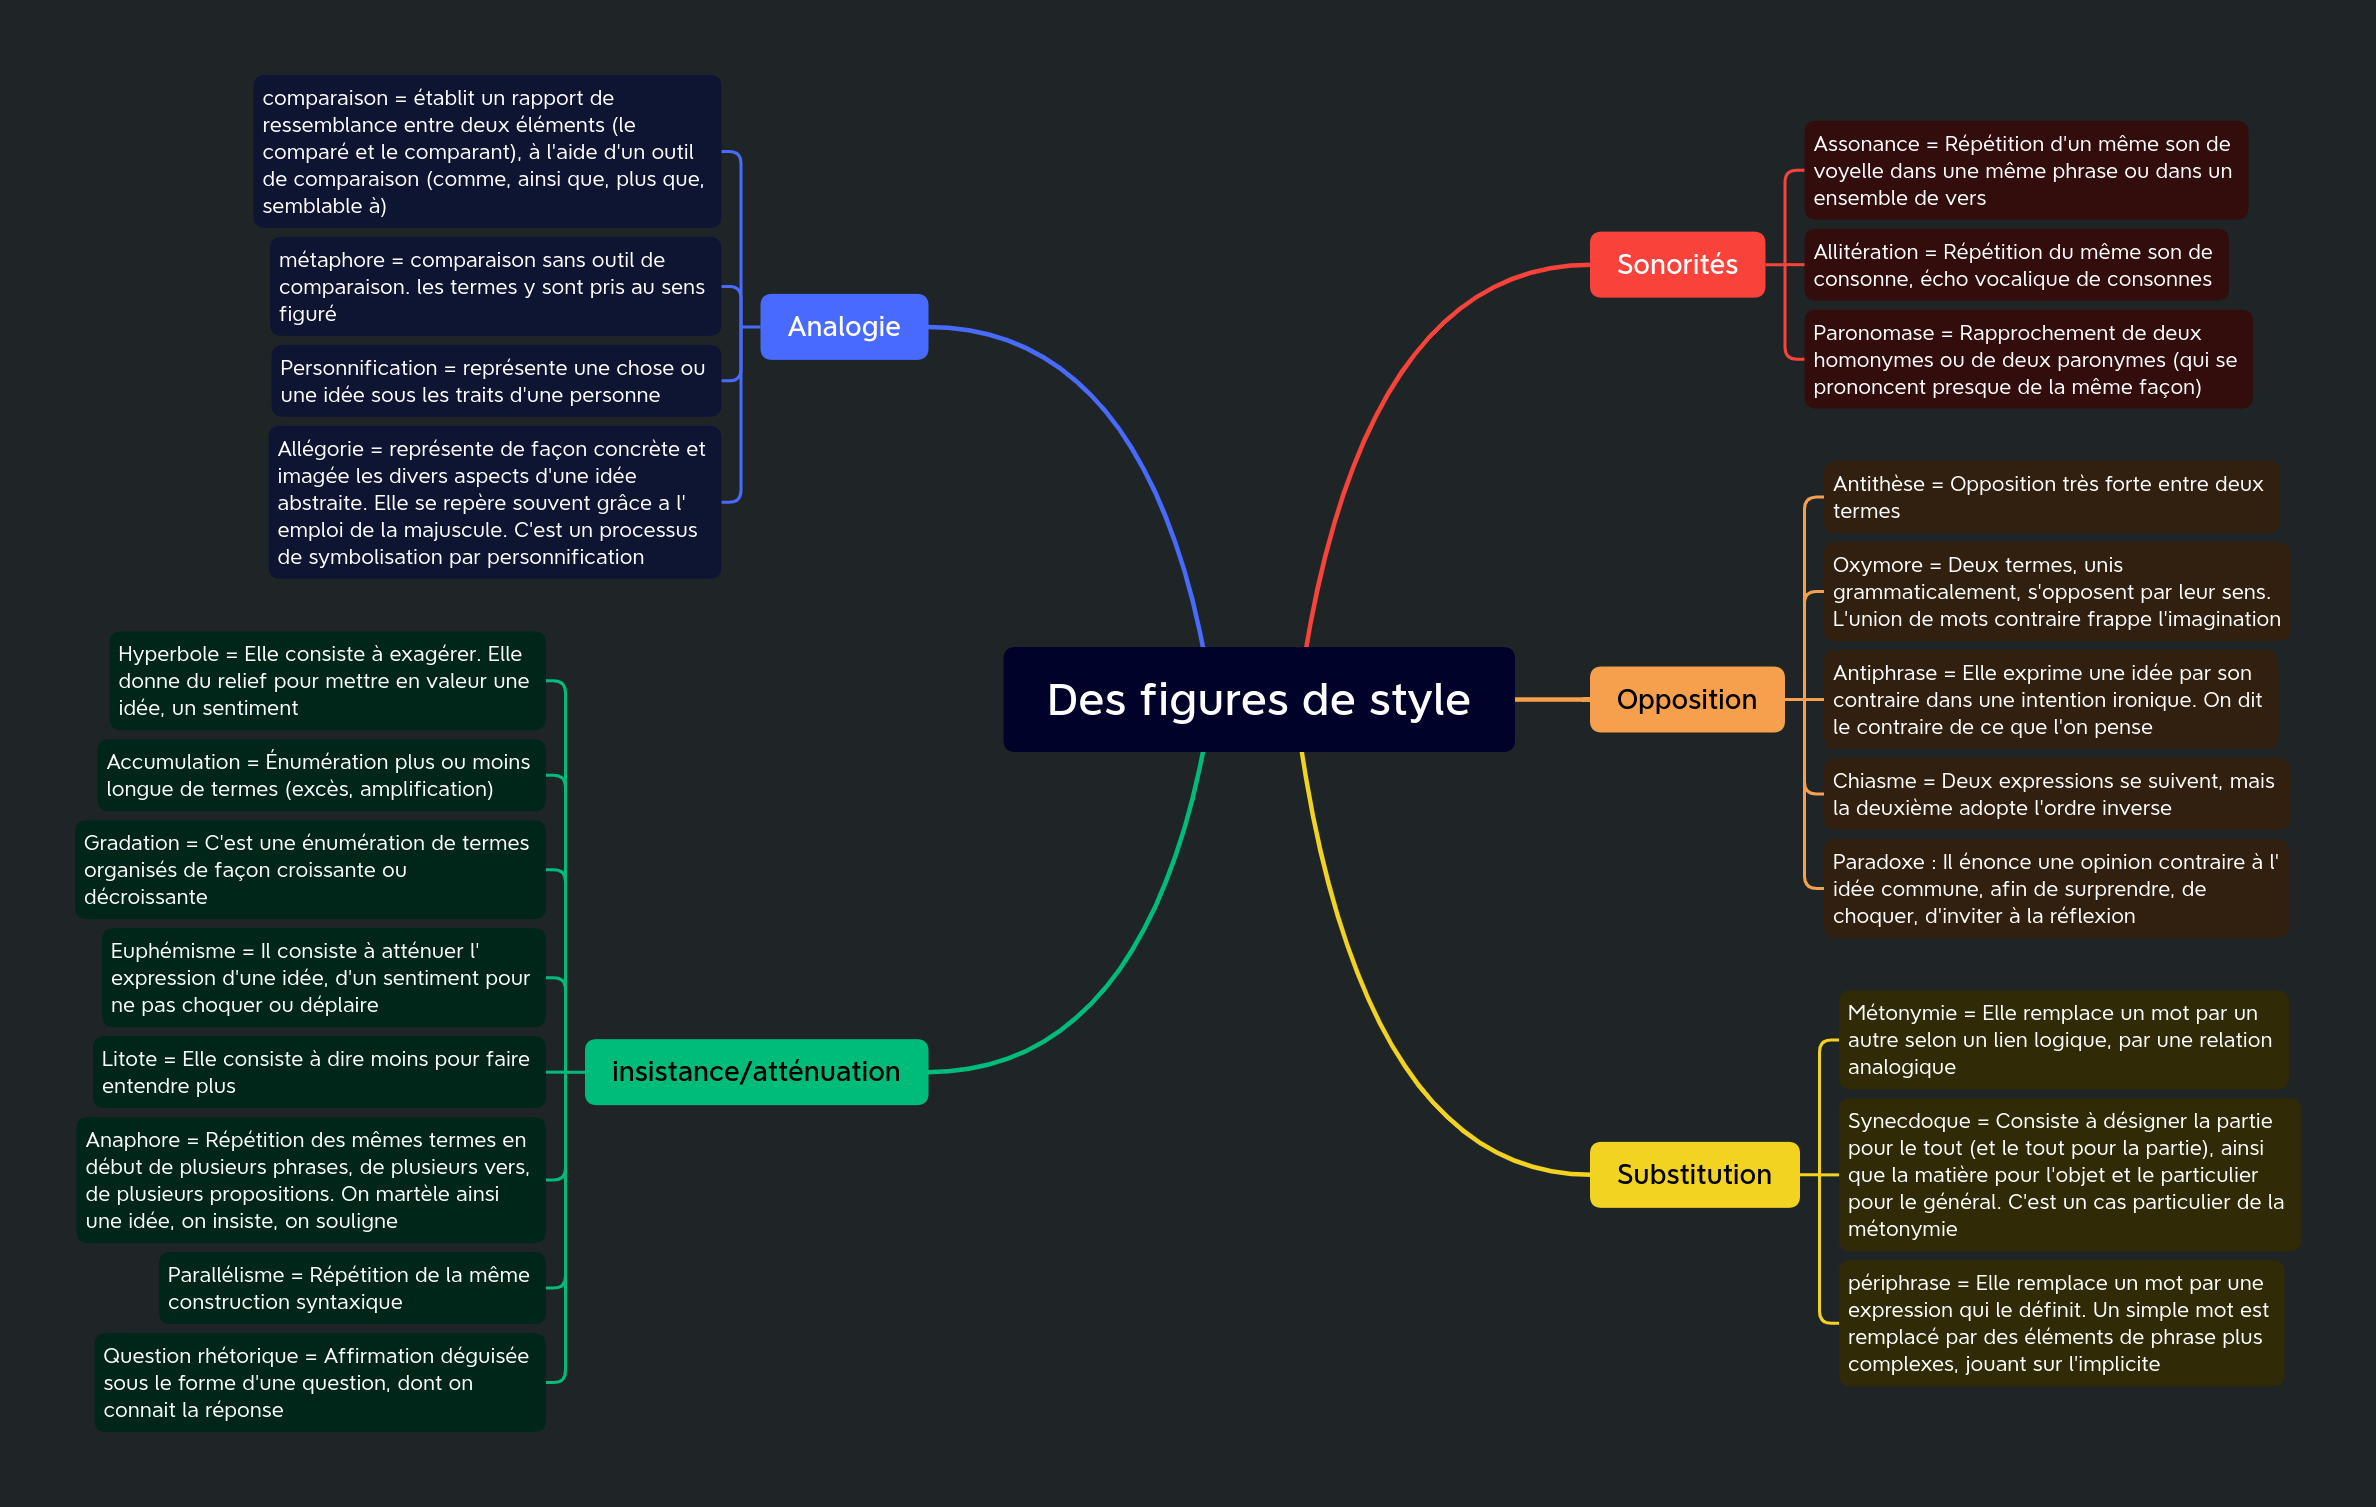 Des figures de style
Analogie
comparaison = établit un rapport de
ressemblance entre deux éléments (le
comparé et le comparant), à l'aide d'un outil
de comparaison (comme, ainsi que, plus que,
semblable à)
métaphore = comparaison sans outil de
comparaison. les termes y sont pris au sens
figuré
Personnification = représente une chose ou
une idée sous les traits d'une personne
Allégorie = représente de façon concrète et
imagée les divers aspects d'une idée
abstraite. Elle se repère souvent grâce a l'
emploi de la majuscule. C'est un processus
de symbolisation par personnification
insistance/atténuation
Hyperbole = Elle consiste à exagérer. Elle
donne du relief pour mettre en valeur une
idée, un sentiment
Accumulation = Énumération plus ou moins
longue de termes (excès, amplification)
Gradation = C'est une énumération de termes
organisés de façon croissante ou
décroissante
Euphémisme = Il consiste à atténuer l'
expression d'une idée, d'un sentiment pour
ne pas choquer ou déplaire
Litote = Elle consiste à dire moins pour faire
entendre plus
Anaphore = Répétition des mêmes termes en
début de plusieurs phrases, de plusieurs vers,
de plusieurs propositions. On martèle ainsi
une idée, on insiste, on souligne
Parallélisme = Répétition de la même
construction syntaxique
Question rhétorique = Affirmation déguisée
sous le forme d'une question, dont on
connait la réponse
Sonorités
Assonance = Répétition d'un même son de
voyelle dans une même phrase ou dans un
ensemble de vers
Allitération = Répétition du même son de
consonne, écho vocalique de consonnes
Paronomase = Rapprochement de deux
homonymes ou de deux paronymes (qui se
prononcent presque de la même façon)
Opposition
Antithèse = Opposition très forte entre deux
termes
Oxymore = Deux termes, unis
grammaticalement, s'opposent par leur sens.
L'union de mots contraire frappe l'imagination
Antiphrase = Elle exprime une idée par son
contraire dans une intention ironique. On dit
le contraire de ce que l'on pense
Chiasme = Deux expressions se suivent, mais
la deuxième adopte l'ordre inverse
Paradoxe : Il énonce une opinion contraire à l'
idée commune, afin de surprendre, de
choquer, d'inviter à la réflexion
Substitution
Métonymie = Elle remplace un mot par un
autre selon un lien logique, par une relation
analogique
Synecdoque = Consiste à désigner la partie
pour le tout (et le tout pour la partie), ainsi
que la matière pour l'objet et le particulier
pour le général. C'est un cas particulier de la
métonymie
périphrase = Elle remplace un mot par une
expression qui le définit. Un simple mot est
remplacé par des éléments de phrase plus
complexes, jouant sur l'implicite